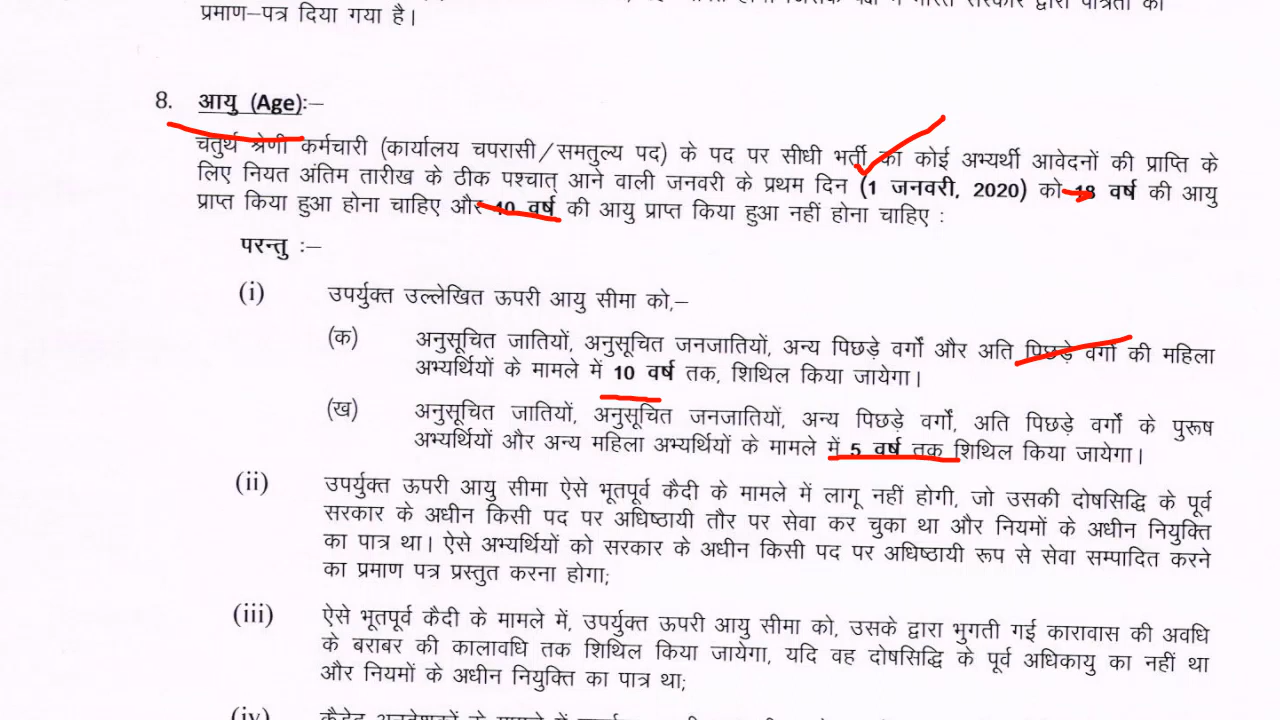 प्रमाण–पत्र दिया गया है।
8. आयु (Age):–
चतुर्थ श्रेणी कर्मचारी (कार्यालय चपरासी/समतुल्य पद) के पद पर सीधी भर्ती का कोई अभ्यर्थी आवेदनों की प्राप्ति के
लिए नियत अंतिम तारीख के ठीक पश्चात् आने वाली जनवरी के प्रथम दिन (1 जनवरी, 2020) को 18 वर्ष की आयु
प्राप्त किया हुआ होना चाहिए और 40 वर्ष की आयु प्राप्त किया हुआ नहीं होना चाहिए :
परन्तु :–
(i) उपर्युक्त उल्लेखित ऊपरी आयु सीमा को,–
(क) अनुसूचित जातियों, अनुसूचित जनजातियों, अन्य पिछड़े वर्गों और अति पिछड़े वर्गों की महिला
अभ्यर्थियों के मामले में 10 वर्ष तक, शिथिल किया जायेगा।
(ख) अनुसूचित जातियों, अनुसूचित जनजातियों, अन्य पिछड़े वर्गों, अति पिछड़े वर्गों के पुरूष
अभ्यर्थियों और अन्य महिला अभ्यर्थियों के मामले में 5 वर्ष तक शिथिल किया जायेगा।
(ii) उपर्युक्त ऊपरी आयु सीमा ऐसे भूतपूर्व कैदी के मामले में लागू नहीं होगी, जो उसकी दोषसिद्धि के पूर्व
सरकार के अधीन किसी पद पर अधिष्ठायी तौर पर सेवा कर चुका था और नियमों के अधीन नियुक्ति
का पात्र था। ऐसे अभ्यर्थियों को सरकार के अधीन किसी पद पर अधिष्ठायी रूप से सेवा सम्पादित करने
का प्रमाण पत्र प्रस्तुत करना होगा;
(iii) ऐसे भूतपूर्व कैदी के मामले में, उपर्युक्त ऊपरी आयु सीमा को, उसके द्वारा भुगती गई कारावास की अवधि
के बराबर की कालावधि तक शिथिल किया जायेगा, यदि वह दोषसिद्धि के पूर्व अधिकायु का नहीं था
और नियमों के अधीन नियुक्ति का पात्र था;
(iv)